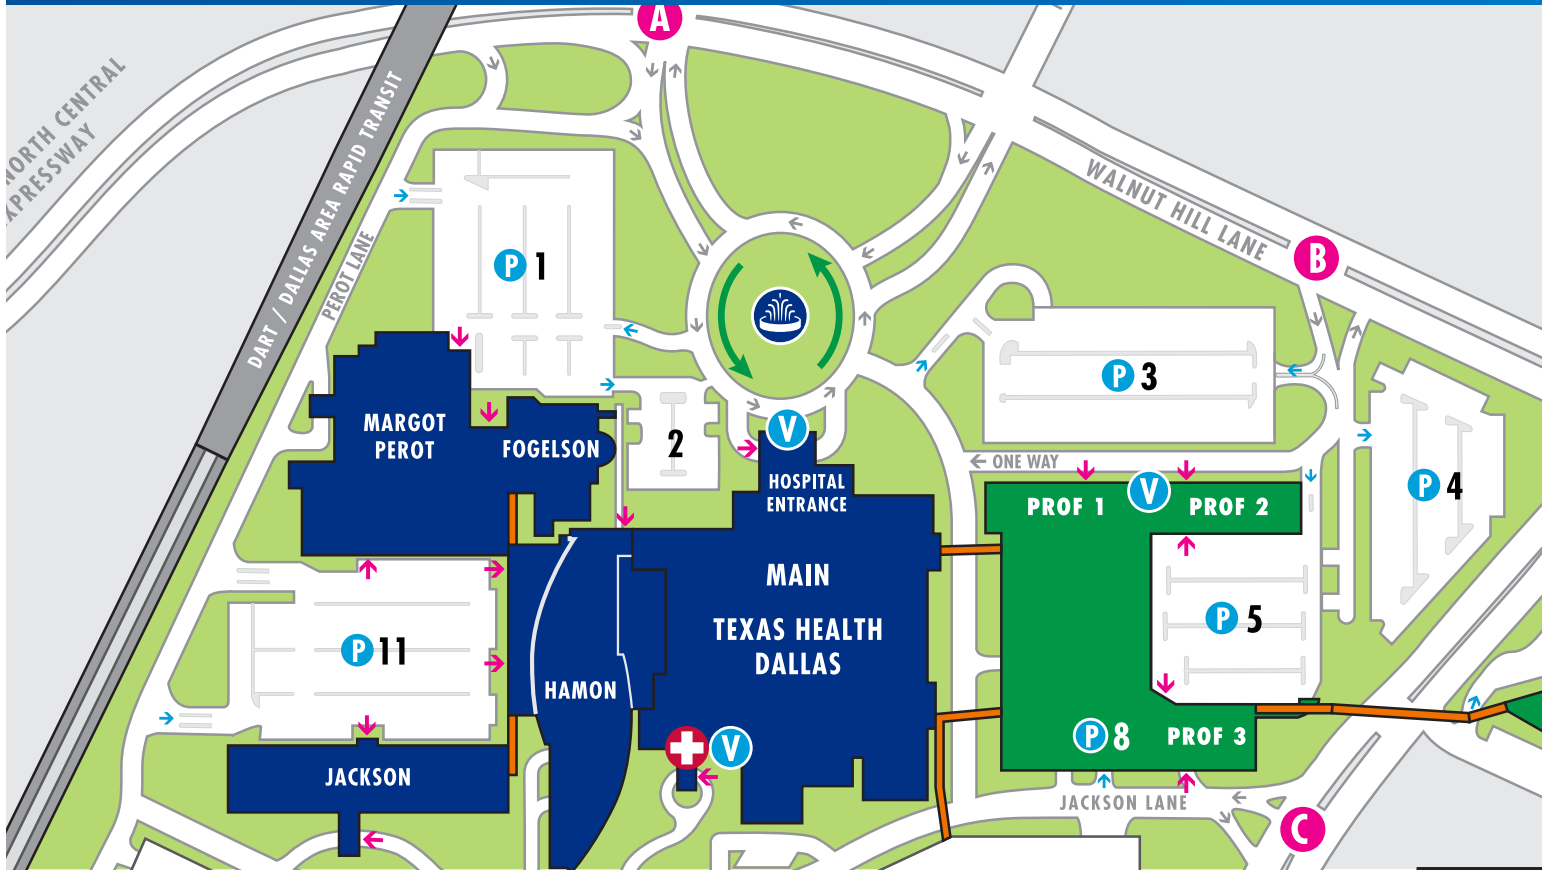 A
NORTH CENTRAL
EXPRESSWAY
DART / DALLAS AREA RAPID TRANSIT
WALNUT HILL LANE
PEROT LANE
B
P 1
P 3
MARGOT
PEROT
FOGELSON
2
V
HOSPITAL
ENTRANCE
ONE WAY
V
P 4
PROF 1
PROF 2
MAIN
TEXAS HEALTH
DALLAS
P 5
P 11
HAMON
V
P 8
PROF 3
JACKSON
JACKSON LANE
C